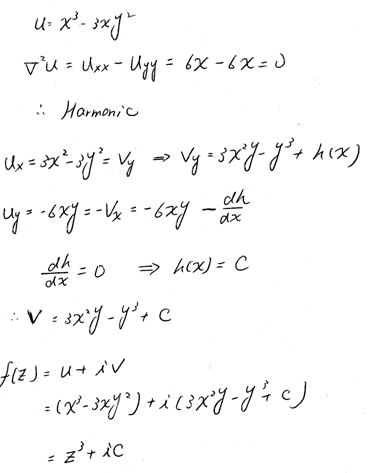 u = x³ - 3xy²
∇²u = Uxx - Uyy = 6x - 6x = 0
∴ Harmonic
Ux = 3x² - 3y² = Vy ⇒ Vy = 3x²y - y³ + h(x)
Uy = -6xy = -Vx = -6xy - dh/dx
dh/dx = 0 ⇒ h(x) = C
∴ V = 3x²y - y³ + C
f(z) = u + iV
= (x³ - 3xy²) + i(3x²y - y³ + C)
= z³ + iC